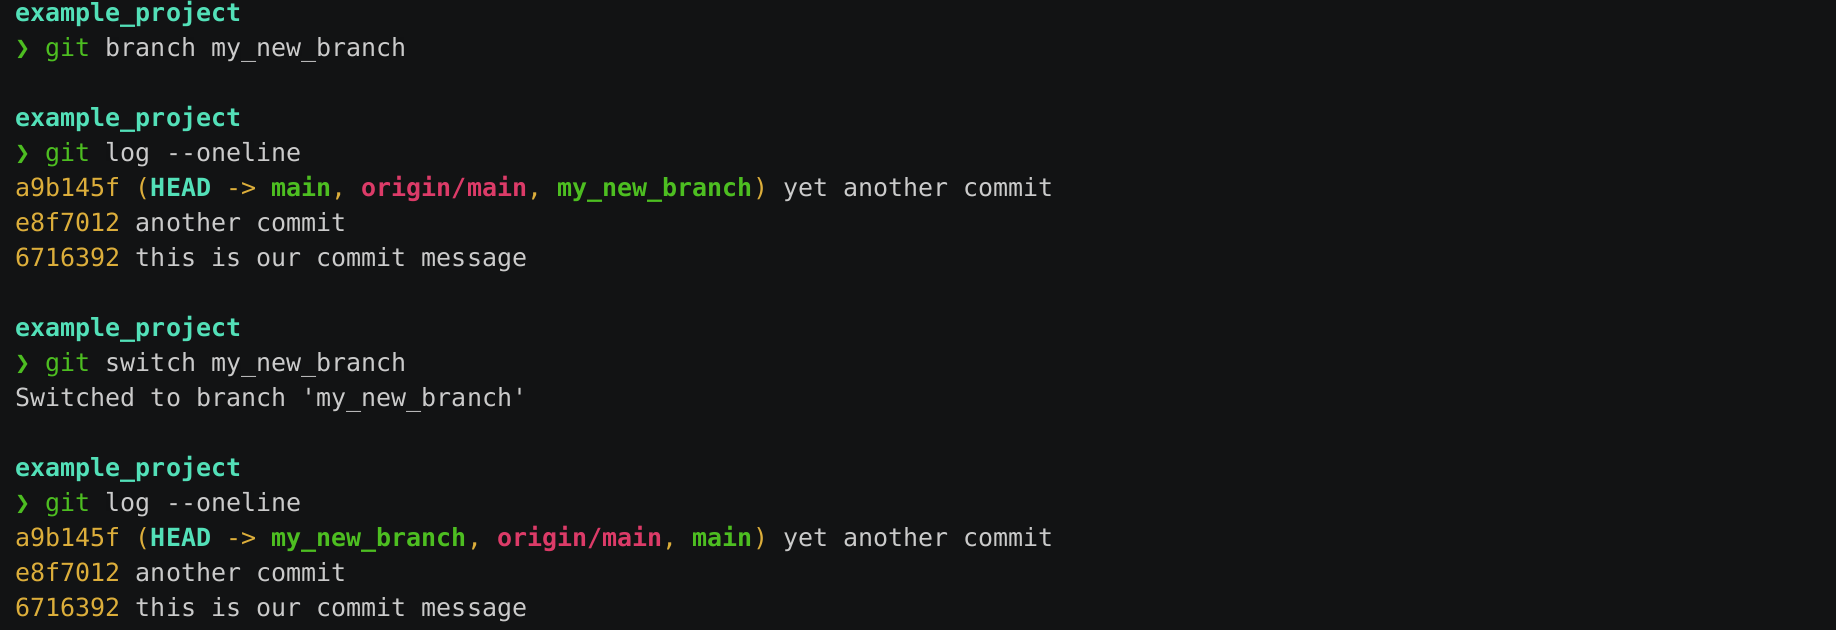 example_project
❯ git branch my_new_branch
example_project
❯ git log --oneline
a9b145f (HEAD -> main, origin/main, my_new_branch) yet another commit
e8f7012 another commit
6716392 this is our commit message
example_project
❯ git switch my_new_branch
Switched to branch 'my_new_branch'
example_project
❯ git log --oneline
a9b145f (HEAD -> my_new_branch, origin/main, main) yet another commit
e8f7012 another commit
6716392 this is our commit message